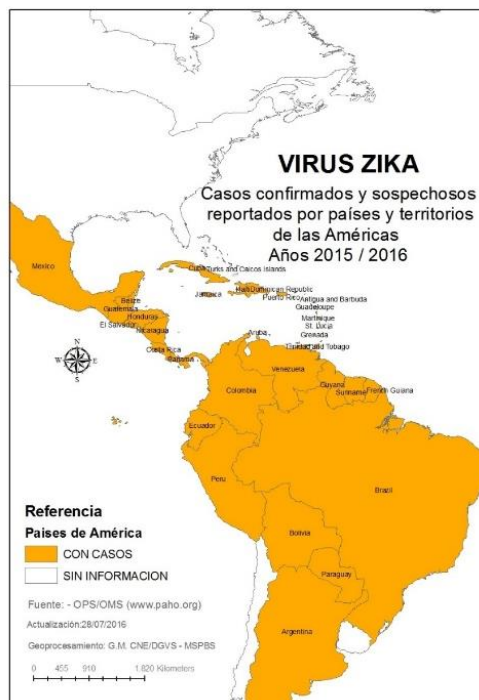 VIRUS ZIKA
Casos confirmados y sospechosos
reportados por países y territorios
de las Américas
Años 2015 / 2016
Mexico
Cuba
Turks and Caicos Islands
Haiti
Dominican Republic
Jamaica
Puerto Rico
Antigua and Barbuda
Guadeloupe
Belize
Guatemala
Honduras
Martinique
St. Lucia
El Salvador
Nicaragua
Grenada
Aruba
Trinidad and Tobago
Costa Rica
Panama
Venezuela
Guyana
Suriname
French Guiana
Colombia
Ecuador
Peru
Brazil
Bolivia
Paraguay
Argentina
N
W
E
S
Referencia
Paises de América
CON CASOS
SIN INFORMACION
Fuente: - OPS/OMS (www.paho.org)
Actualización:28/07/2016
Geoprocesamiento: G.M. CNE/DGVS - MSPBS
0 455 910 1.820 Kilometers